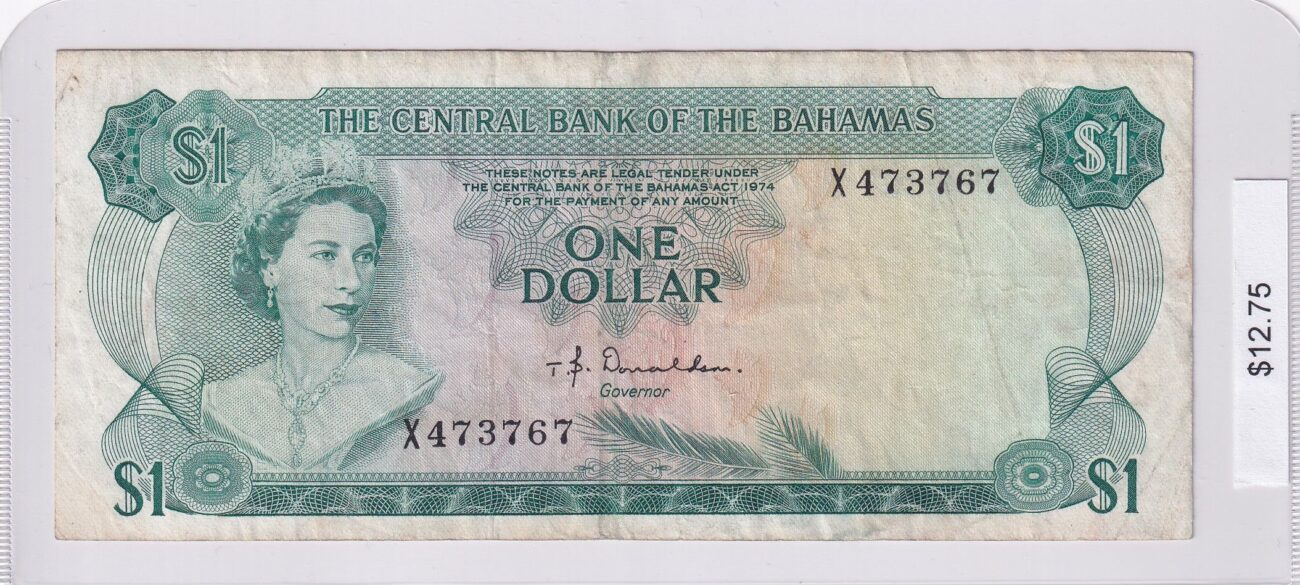 THE CENTRAL BANK OF THE BAHAMAS
$1
$1
THESE NOTES ARE LEGAL TENDER UNDER
THE CENTRAL BANK OF THE BAHAMAS ACT 1974
FOR THE PAYMENT OF ANY AMOUNT
X473767
ONE
DOLLAR
T.B. Donaldson.
Governor
X473767
$1
$1
$12.75